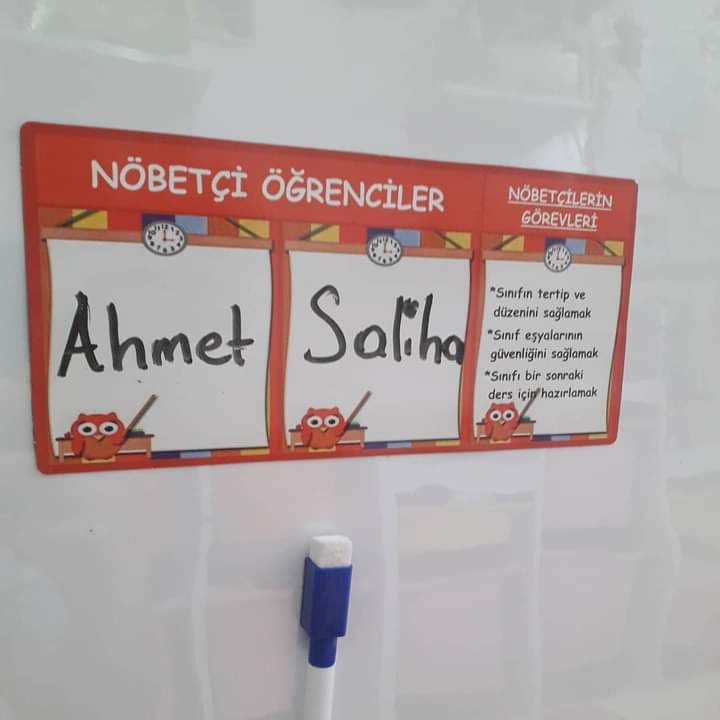 NÖBETÇİ ÖĞRENCİLER
Ahmet
Saliha
NÖBETÇİLERİN
GÖREVLERİ
*Sınıfın tertip ve
düzenini sağlamak
*Sınıf eşyalarının
güvenliğini sağlamak
*Sınıfı bir sonraki
ders için hazırlamak